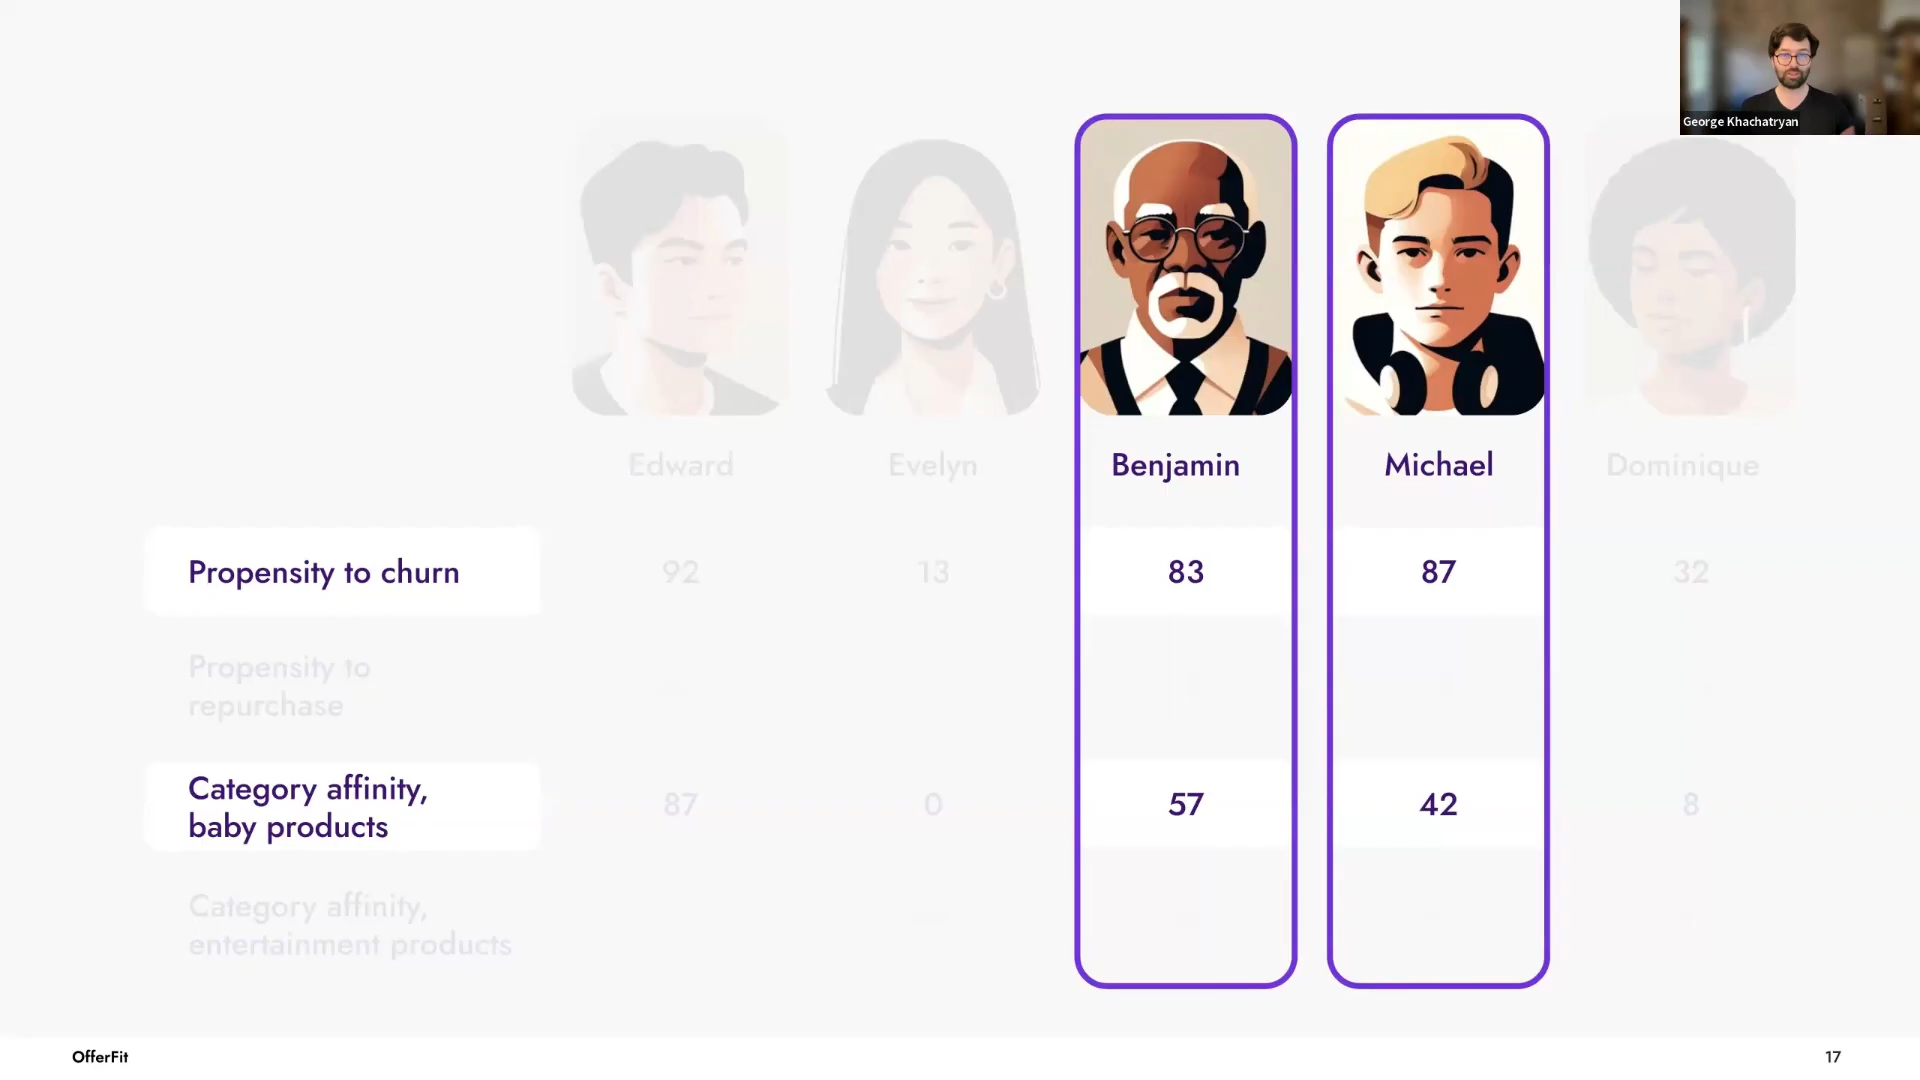 George Khachatryan
Edward Evelyn Benjamin Michael Dominique
Propensity to churn 92 13 83 87 32
Propensity to
repurchase
Category affinity,
baby products 87 0 57 42 8
Category affinity,
entertainment products
OfferFit 17